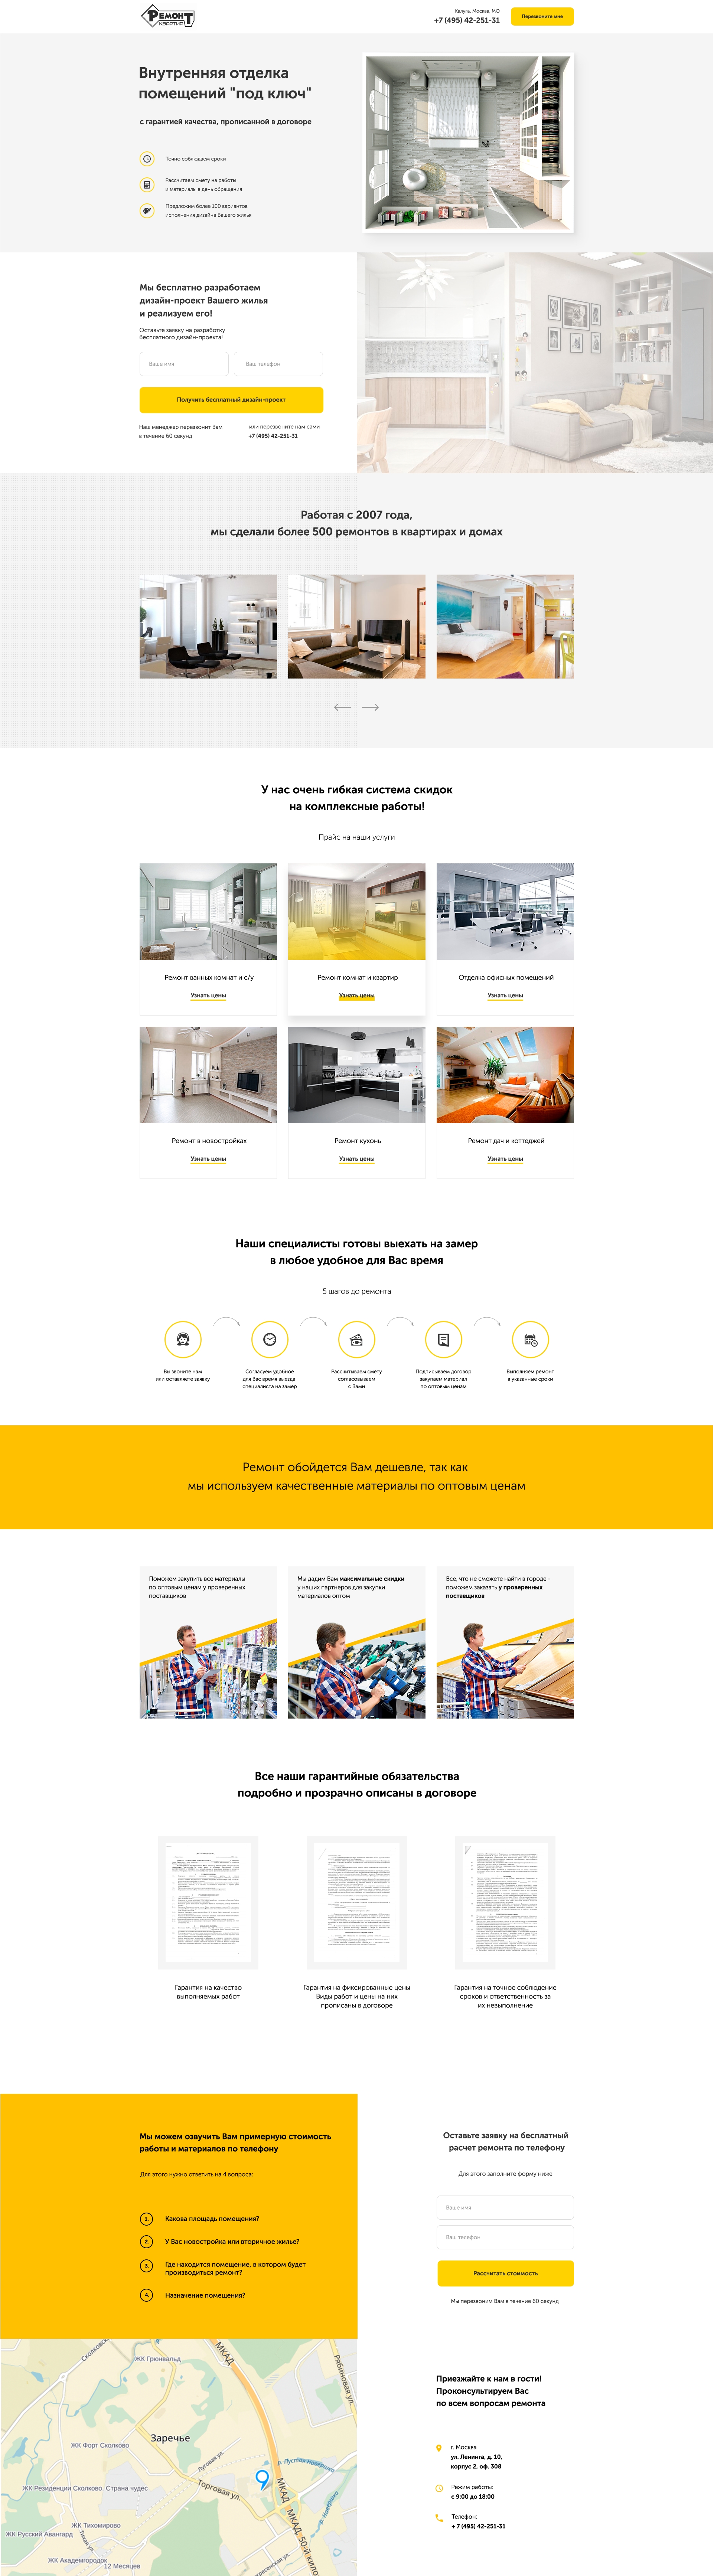 РЕМОНТ
КВАРТИР
Калуга, Москва, МО
+7 (495) 42-251-31
Перезвоните мне
Внутренняя отделка
помещений "под ключ"
с гарантией качества, прописанной в договоре
Точно соблюдаем сроки
Рассчитаем смету на работы
и материалы в день обращения
Предложим более 100 вариантов
исполнения дизайна Вашего жилья
Мы бесплатно разработаем
дизайн-проект Вашего жилья
и реализуем его!
Оставьте заявку на разработку
бесплатного дизайн-проекта!
Ваше имя
Ваш телефон
Получить бесплатный дизайн-проект
Наш менеджер перезвонит Вам
в течение 60 секунд
или перезвоните нам сами
+7 (495) 42-251-31
Работая с 2007 года,
мы сделали более 500 ремонтов в квартирах и домах
У нас очень гибкая система скидок
на комплексные работы!
Прайс на наши услуги
Ремонт ванных комнат и с/у
Узнать цены
Ремонт комнат и квартир
Узнать цены
Отделка офисных помещений
Узнать цены
Ремонт в новостройках
Узнать цены
Ремонт кухонь
Узнать цены
Ремонт дач и коттеджей
Узнать цены
Наши специалисты готовы выехать на замер
в любое удобное для Вас время
5 шагов до ремонта
Вы звоните нам
или оставляете заявку
Согласуем удобное
для Вас время выезда
специалиста на замер
Рассчитываем смету
согласовываем
с Вами
Подписываем договор
закупаем материал
по оптовым ценам
Выполняем ремонт
в указанные сроки
Ремонт обойдется Вам дешевле, так как
мы используем качественные материалы по оптовым ценам
Поможем закупить все материалы
по оптовым ценам у проверенных
поставщиков
Мы дадим Вам максимальные скидки
у наших партнеров для закупки
материалов оптом
Все, что не сможете найти в городе -
поможем заказать у проверенных
поставщиков
Все наши гарантийные обязательства
подробно и прозрачно описаны в договоре
Гарантия на качество
выполняемых работ
Гарантия на фиксированные цены
Виды работ и цены на них
прописаны в договоре
Гарантия на точное соблюдение
сроков и ответственность за
их невыполнение
Мы можем озвучить Вам примерную стоимость
работы и материалов по телефону
Для этого нужно ответить на 4 вопроса:
1. Какова площадь помещения?
2. У Вас новостройка или вторичное жилье?
3. Где находится помещение, в котором будет
производиться ремонт?
4. Назначение помещения?
Оставьте заявку на бесплатный
расчет ремонта по телефону
Для этого заполните форму ниже
Ваше имя
Ваш телефон
Рассчитать стоимость
Мы перезвоним Вам в течение 60 секунд
Сколковское
ЖК Грюнвальд
МКАД
Рябиновая ул.
Заречье
ЖК Форт Сколково
Луговая ул.
р. Пустая Новерщино
ЖК Резиденции Сколково. Страна чудес
Торговая ул.
МКАД
МКАД, 50-й кило
ЖК Тихомирово
Тихая ул.
ЖК Русский Авангард
ЖК Академгородок
12 Месяцев
Приезжайте к нам в гости!
Проконсультируем Вас
по всем вопросам ремонта
г. Москва
ул. Ленинга, д. 10,
корпус 2, оф. 308
Режим работы:
с 9:00 до 18:00
Телефон:
+ 7 (495) 42-251-31